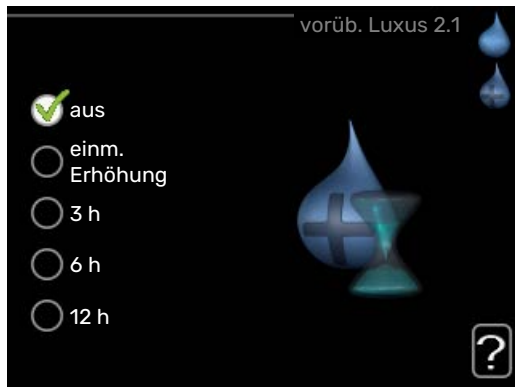 vorüb. Luxus 2.1
aus
einm.
Erhöhung
3 h
6 h
12 h
?